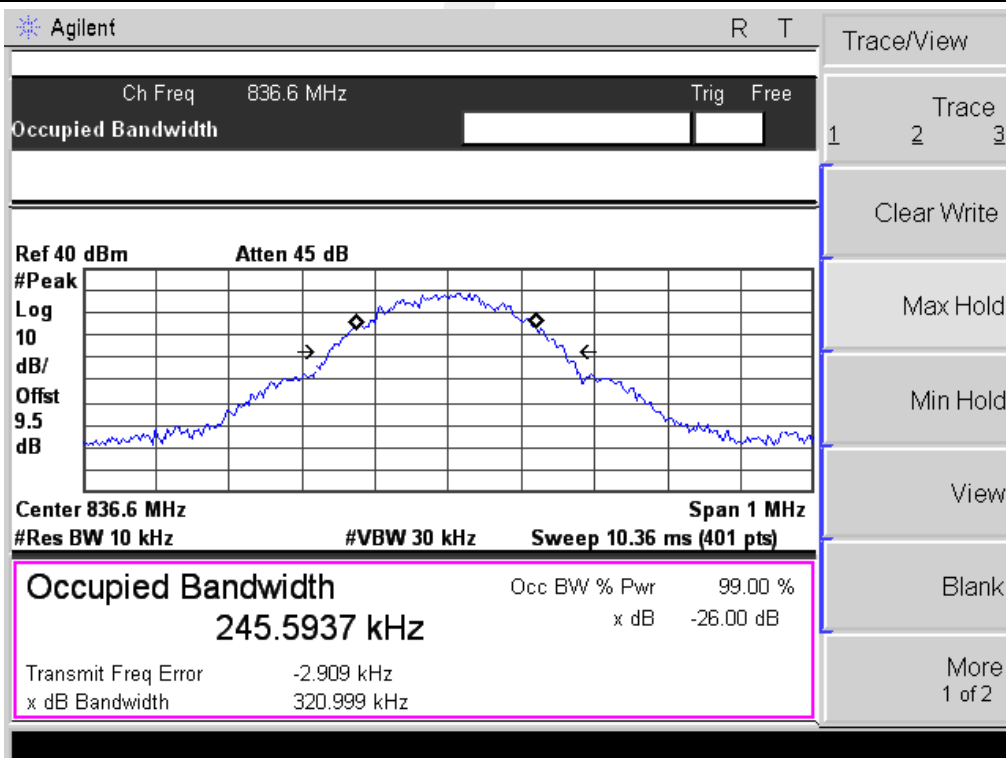 Agilent R T
Trace/View
Ch Freq 836.6 MHz Trig Free
Occupied Bandwidth
Trace
1 2 3
Clear Write
Max Hold
Min Hold
View
Blank
More
1 of 2
Ref 40 dBm Atten 45 dB
#Peak
Log
10
dB/
Offst
9.5
dB
Center 836.6 MHz Span 1 MHz
#Res BW 10 kHz #VBW 30 kHz Sweep 10.36 ms (401 pts)
Occupied Bandwidth Occ BW % Pwr 99.00 %
245.5937 kHz x dB -26.00 dB
Transmit Freq Error -2.909 kHz
x dB Bandwidth 320.999 kHz